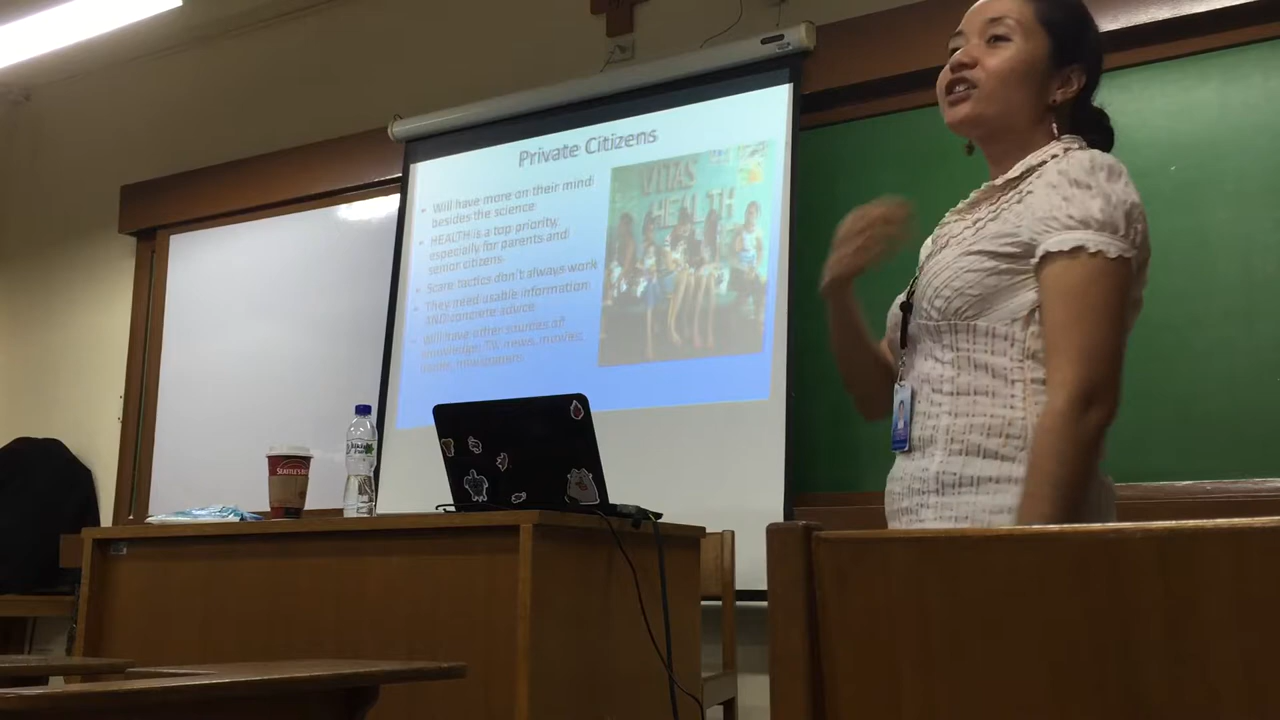 Private Citizens
Will have more on their mind
besides the science
HEALTH is a top priority,
especially for parents and
senior citizens.
Scare tactics don't always work
They need usable information
AND concrete advice
Will have other sources of
knowledge: TV, news, movies,
VITAS
HEALTH
SEATTLE'S